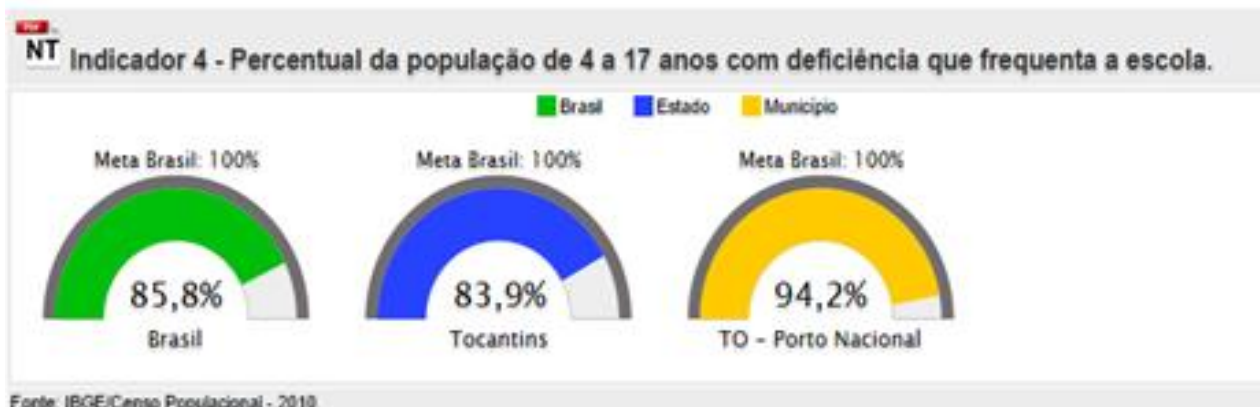 PDF
NT
Indicador 4 - Percentual da população de 4 a 17 anos com deficiência que frequenta a escola.
Brasil Estado Município
Meta Brasil: 100% Meta Brasil: 100% Meta Brasil: 100%
85,8% 83,9% 94,2%
Brasil Tocantins TO - Porto Nacional
Fonte: IBGE/Censo Populacional - 2010